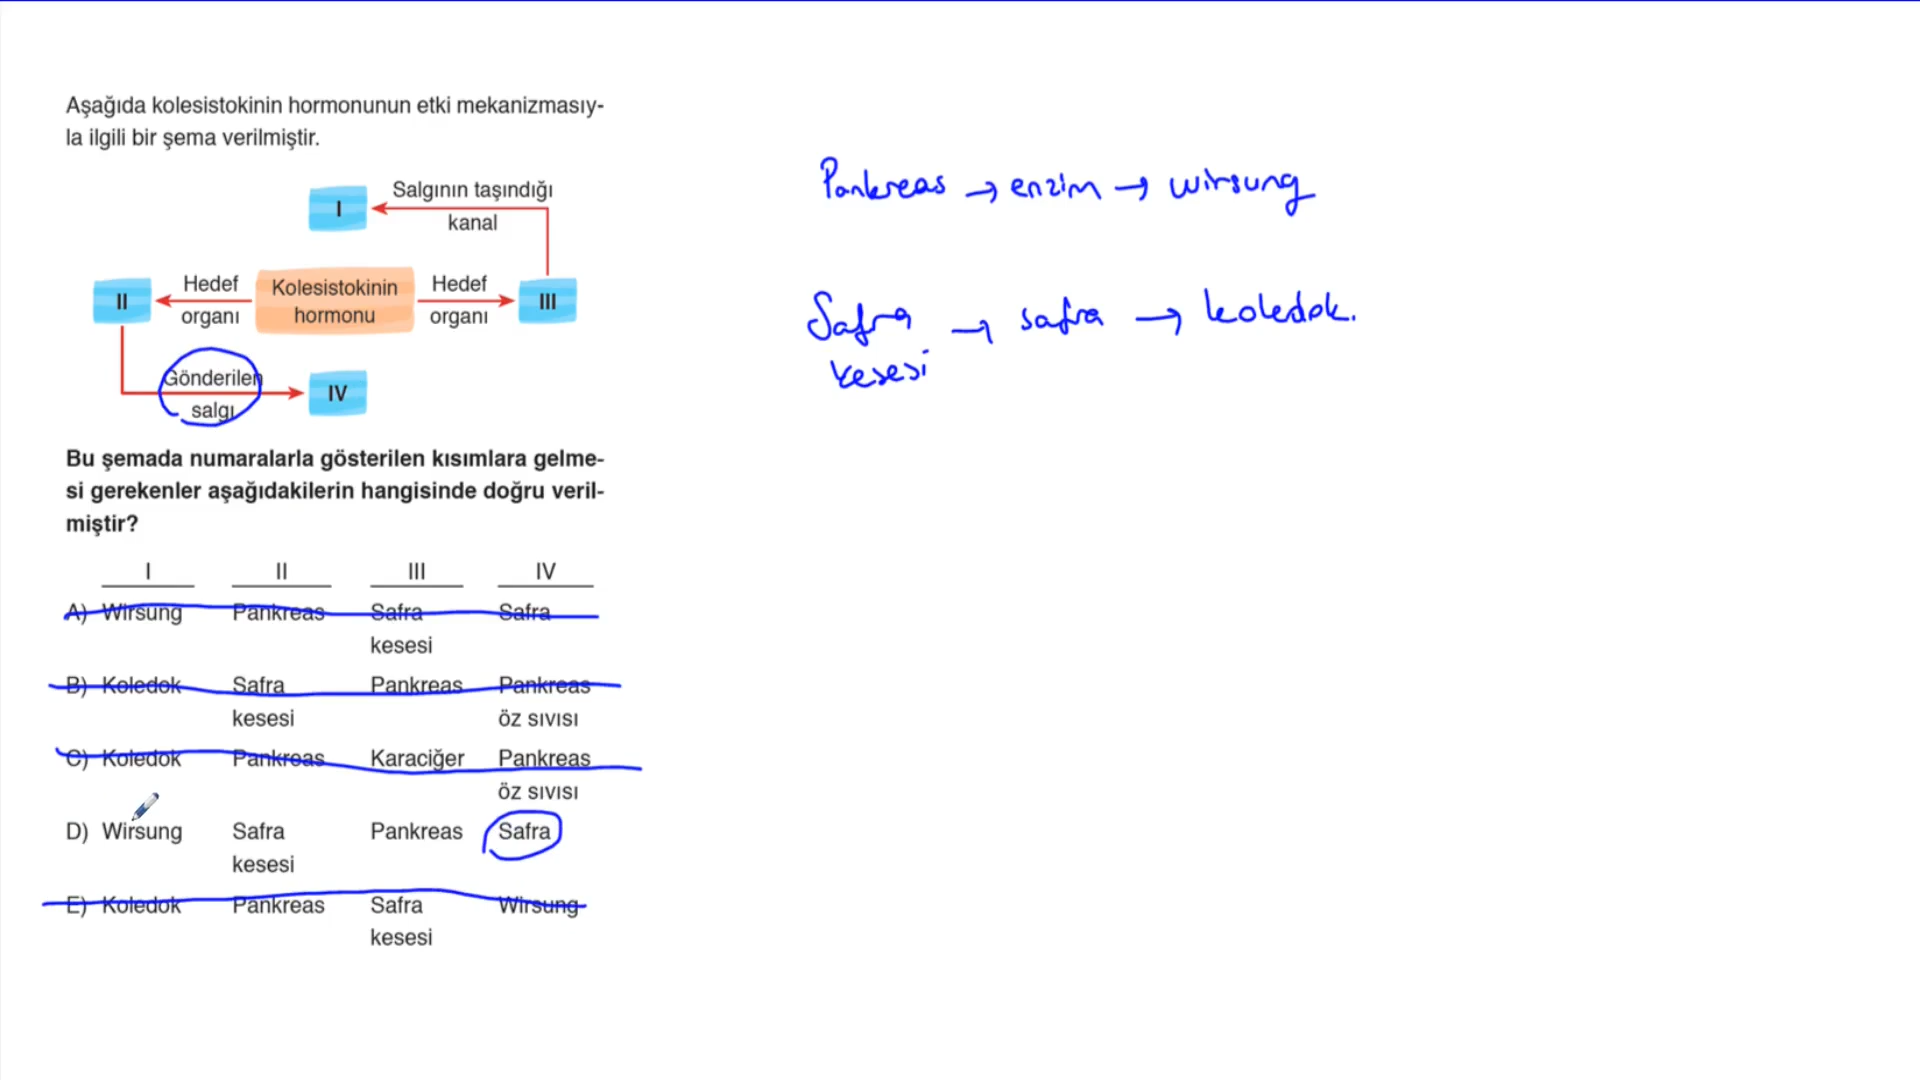 Aşağıda kolesistokinin hormonunun etki mekanizmasıy-
la ilgili bir şema verilmiştir.
I
Salgının taşındığı
kanal
II
Hedef
organı
Kolesistokinin
hormonu
Hedef
organı
III
Gönderilen
salgı
IV
Bu şemada numaralarla gösterilen kısımlara gelme-
si gerekenler aşağıdakilerin hangisinde doğru veril-
miştir?
I II III IV
A) Wirsung Pankreas Safra Safra
kesesi
B) Koledok Safra Pankreas Pankreas
kesesi öz sıvısı
C) Koledok Pankreas Karaciğer Pankreas
öz sıvısı
D) Wirsung Safra Pankreas Safra
kesesi
E) Koledok Pankreas Safra Wirsung
kesesi
Pankreas → enzim → wirsung
Safra → safra → koledok.
kesesi